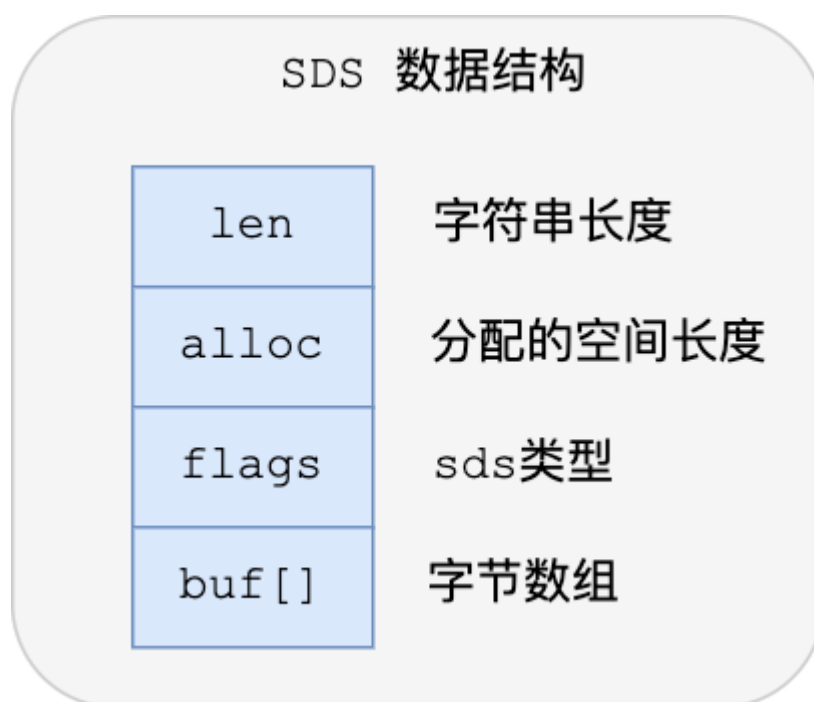 SDS 数据结构
len 字符串长度
alloc 分配的空间长度
flags sds类型
buf[] 字节数组